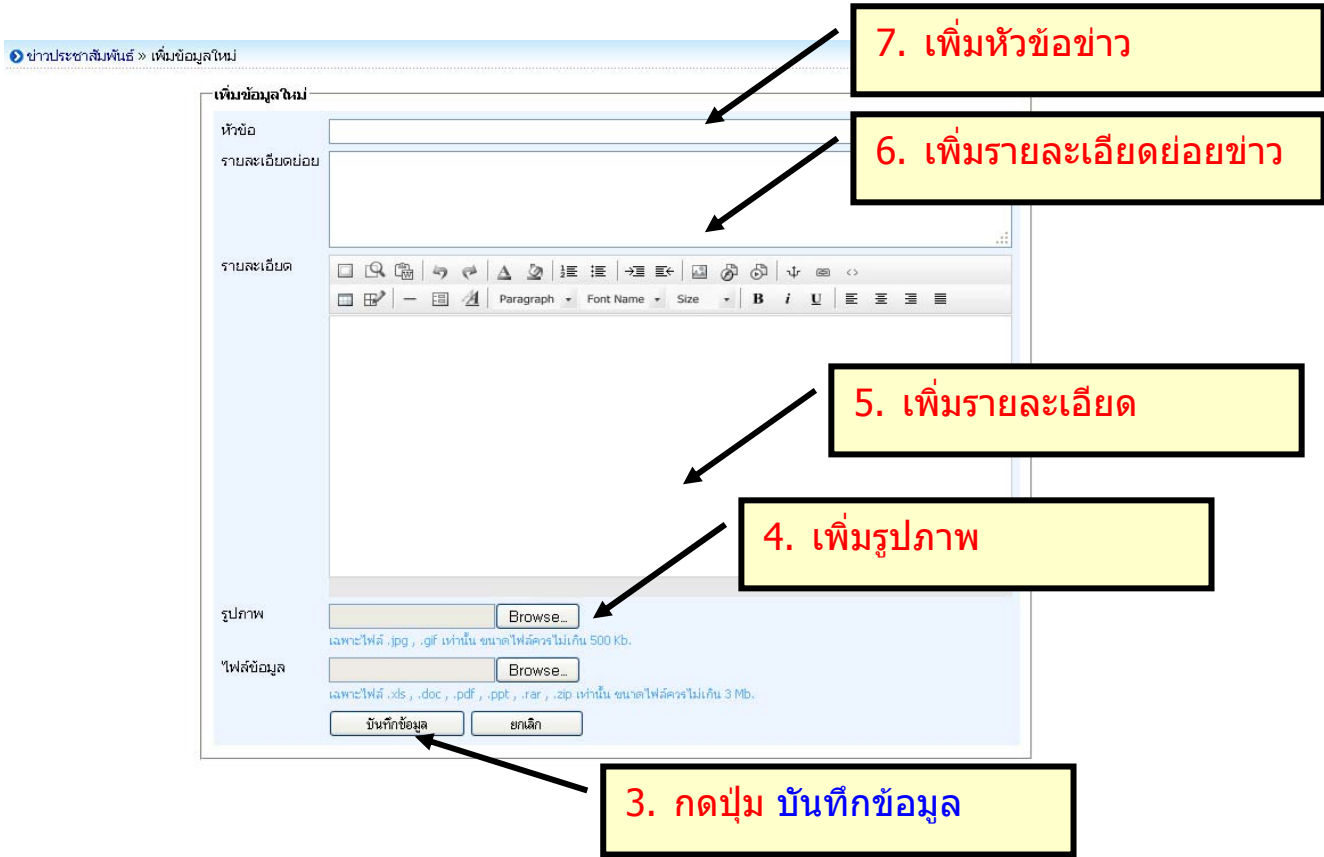 7. เพิ่มหัวข้อข่าว
ข่าวประชาสัมพันธ์ » เพิ่มข้อมูลใหม่
เพิ่มข้อมูลใหม่
หัวข้อ
6. เพิ่มรายละเอียดย่อยข่าว
รายละเอียดย่อย
รายละเอียด
Paragraph Font Name Size B i U
5. เพิ่มรายละเอียด
4. เพิ่มรูปภาพ
รูปภาพ
Browse...
เฉพาะไฟล์ .jpg , .gif เท่านั้น ขนาดไฟล์ควรไม่เกิน 500 Kb.
ไฟล์ข้อมูล
Browse...
เฉพาะไฟล์ .xls , .doc , .pdf , .ppt , .rar , .zip เท่านั้น ขนาดไฟล์ควรไม่เกิน 3 Mb.
บันทึกข้อมูล ยกเลิก
3. กดปุ่ม บันทึกข้อมูล